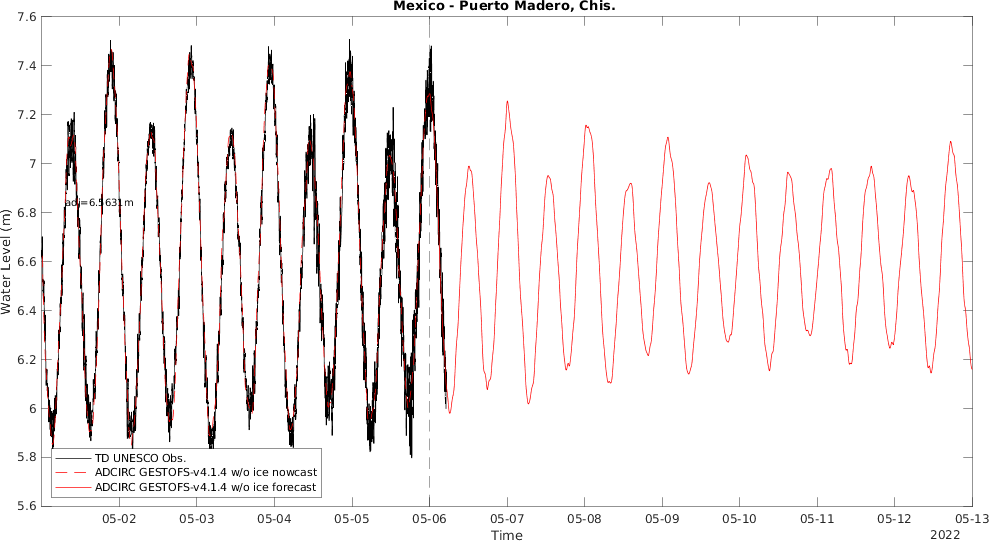 Mexico - Puerto Madero, Chis.
7.6
7.4
7.2
7
6.8
6.6
6.4
6.2
6
5.8
5.6
Water Level (m)
adj=6.5631m
TD UNESCO Obs.
ADCIRC GESTOFS-v4.1.4 w/o ice nowcast
ADCIRC GESTOFS-v4.1.4 w/o ice forecast
05-02 05-03 05-04 05-05 05-06 05-07 05-08 05-09 05-10 05-11 05-12 05-13
Time
2022